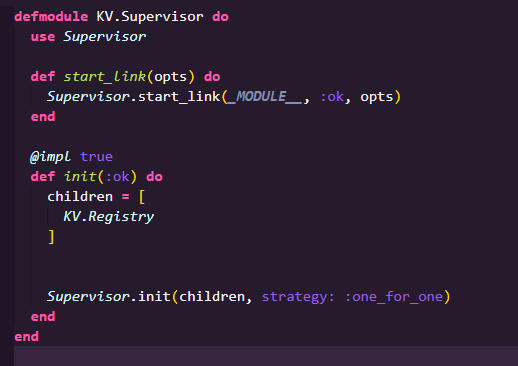 defmodule KV.Supervisor do
  use Supervisor

  def start_link(opts) do
    Supervisor.start_link(_MODULE__, :ok, opts)
  end

  @impl true
  def init(:ok) do
    children = [
      KV.Registry
    ]


    Supervisor.init(children, strategy: :one_for_one)
  end
end